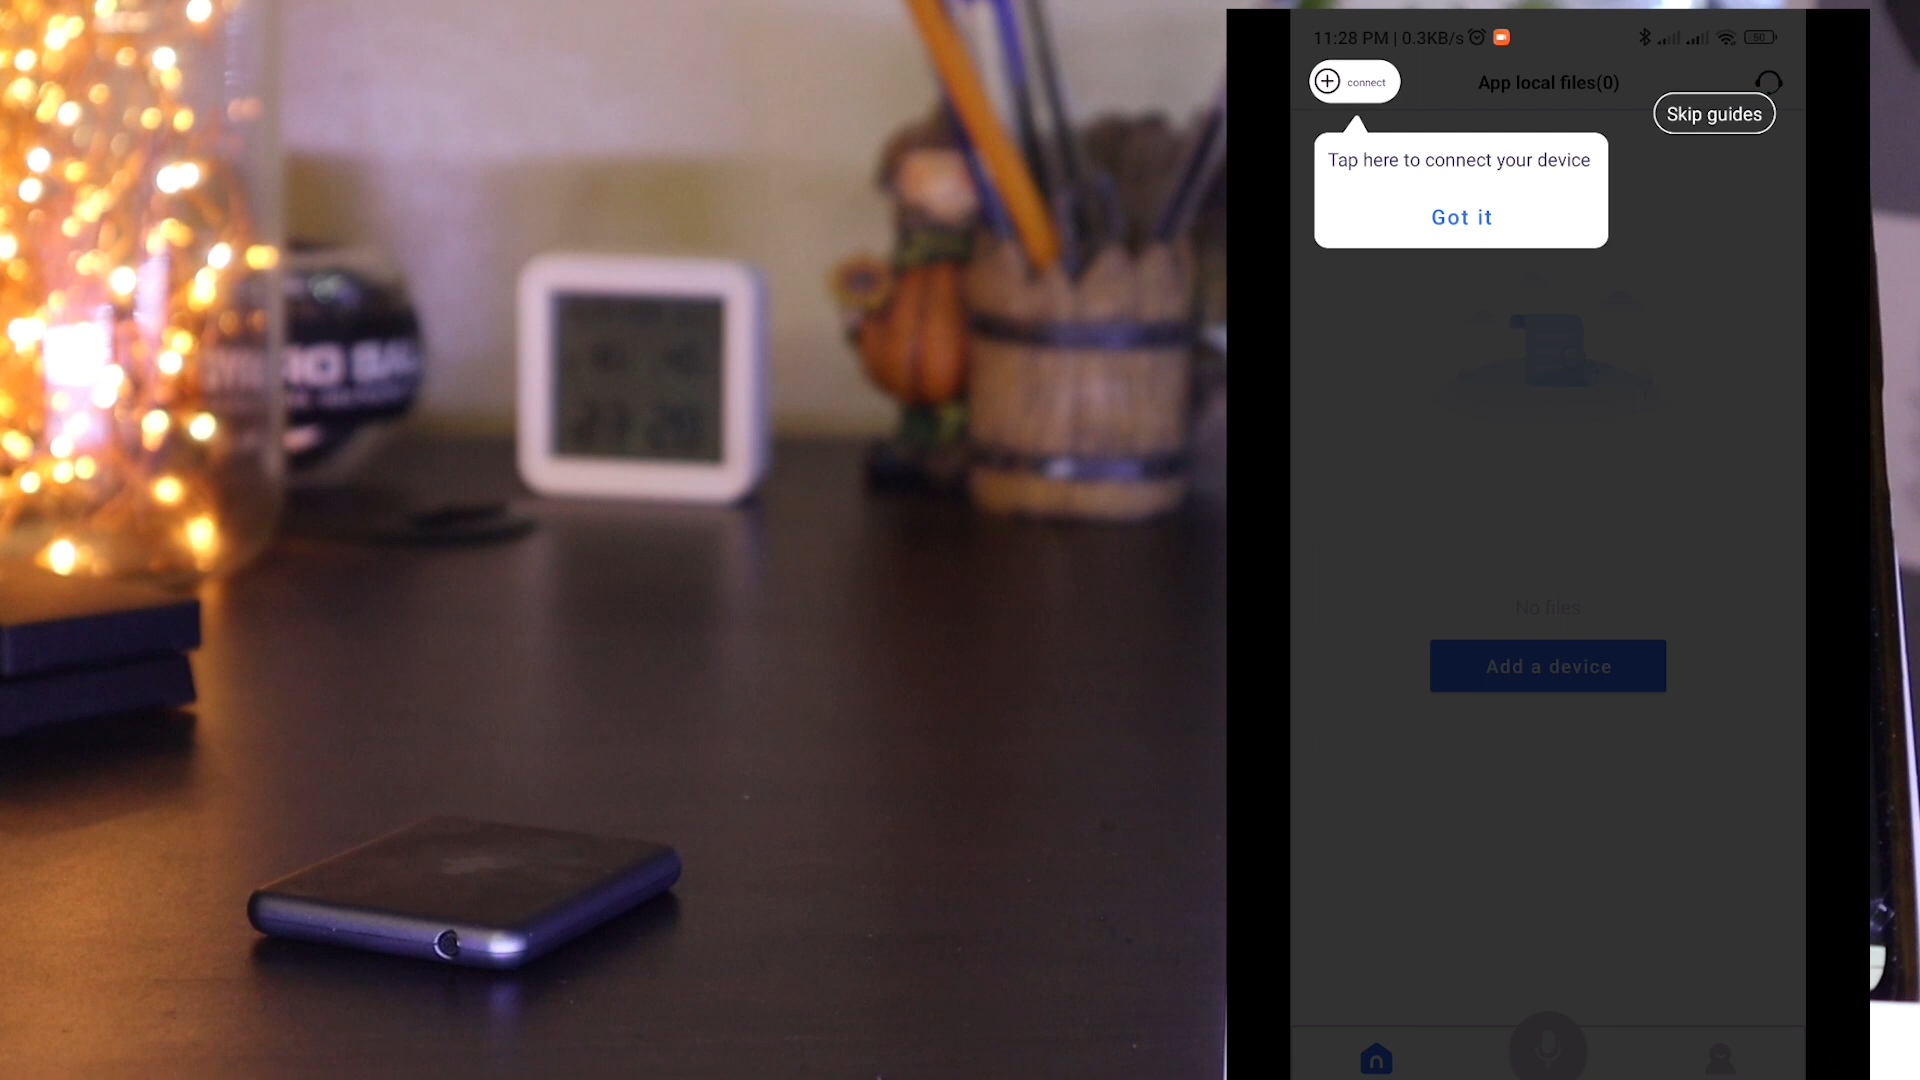 11:28 PM | 0.3KB/s
50
connect
App local files(0)
Skip guides
Tap here to connect your device
Got it
No files
Add a device